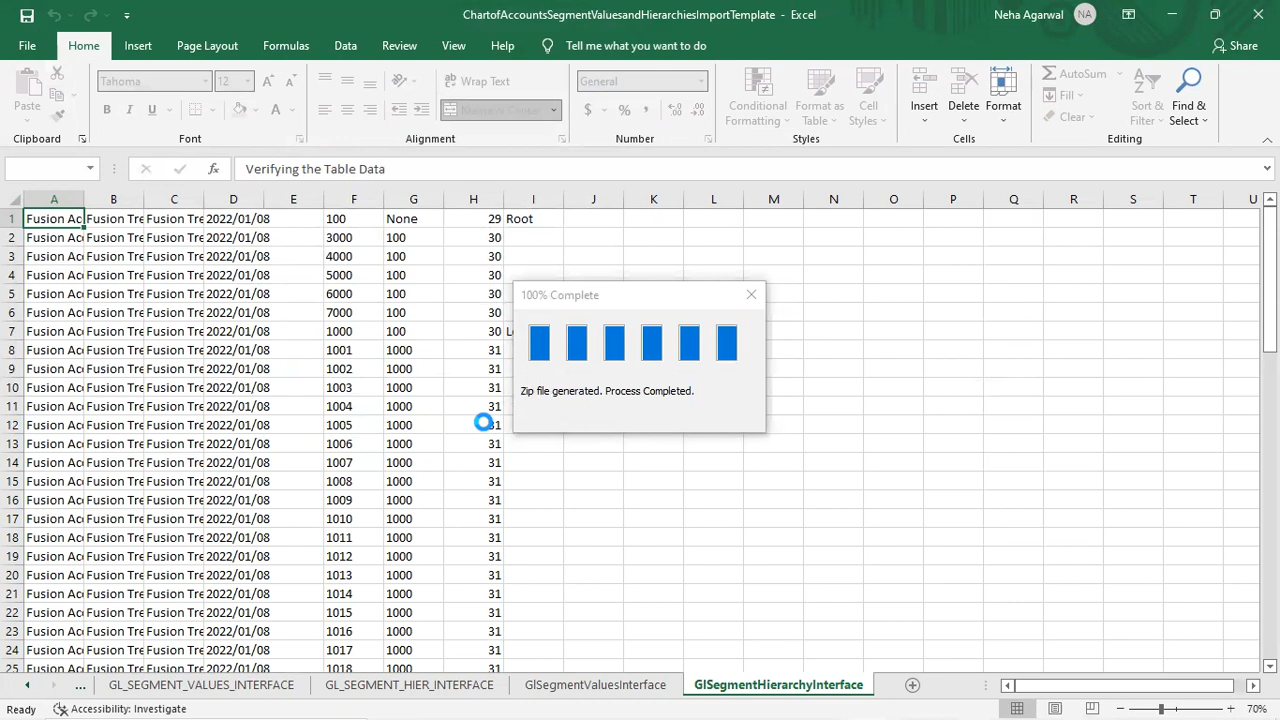 ChartofAccountsSegmentValuesandHierarchiesImportTemplate - Excel
Neha Agarwal
NA
File Home Insert Page Layout Formulas Data Review View Help Tell me what you want to do Share
Paste
Tahoma 12
Wrap Text
Merge & Center
General
Conditional Formatting
Format as Table
Cell Styles
Insert
Delete
Format
AutoSum
Fill
Clear
Sort & Filter
Find & Select
Clipboard Font Alignment Number Styles Cells Editing
Verifying the Table Data
A B C D E F G H I J K L M N O P Q R S T U
1 Fusion Ac Fusion Tre Fusion Tre 2022/01/08 100 None 29 Root
2 Fusion Ac Fusion Tre Fusion Tre 2022/01/08 3000 100 30
3 Fusion Ac Fusion Tre Fusion Tre 2022/01/08 4000 100 30
4 Fusion Ac Fusion Tre Fusion Tre 2022/01/08 5000 100 30
5 Fusion Ac Fusion Tre Fusion Tre 2022/01/08 6000 100 30
6 Fusion Ac Fusion Tre Fusion Tre 2022/01/08 7000 100 30
7 Fusion Ac Fusion Tre Fusion Tre 2022/01/08 1000 100 30
8 Fusion Ac Fusion Tre Fusion Tre 2022/01/08 1001 1000 31
9 Fusion Ac Fusion Tre Fusion Tre 2022/01/08 1002 1000 31
10 Fusion Ac Fusion Tre Fusion Tre 2022/01/08 1003 1000 31
11 Fusion Ac Fusion Tre Fusion Tre 2022/01/08 1004 1000 31
12 Fusion Ac Fusion Tre Fusion Tre 2022/01/08 1005 1000 31
13 Fusion Ac Fusion Tre Fusion Tre 2022/01/08 1006 1000 31
14 Fusion Ac Fusion Tre Fusion Tre 2022/01/08 1007 1000 31
15 Fusion Ac Fusion Tre Fusion Tre 2022/01/08 1008 1000 31
16 Fusion Ac Fusion Tre Fusion Tre 2022/01/08 1009 1000 31
17 Fusion Ac Fusion Tre Fusion Tre 2022/01/08 1010 1000 31
18 Fusion Ac Fusion Tre Fusion Tre 2022/01/08 1011 1000 31
19 Fusion Ac Fusion Tre Fusion Tre 2022/01/08 1012 1000 31
20 Fusion Ac Fusion Tre Fusion Tre 2022/01/08 1013 1000 31
21 Fusion Ac Fusion Tre Fusion Tre 2022/01/08 1014 1000 31
22 Fusion Ac Fusion Tre Fusion Tre 2022/01/08 1015 1000 31
23 Fusion Ac Fusion Tre Fusion Tre 2022/01/08 1016 1000 31
24 Fusion Ac Fusion Tre Fusion Tre 2022/01/08 1017 1000 31
25 Fusion Ac Fusion Tre Fusion Tre 2022/01/08 1018 1000 31
100% Complete
Zip file generated. Process Completed.
... GL_SEGMENT_VALUES_INTERFACE GL_SEGMENT_HIER_INTERFACE GlSegmentValuesInterface GlSegmentHierarchyInterface
Ready Accessibility: Investigate 70%